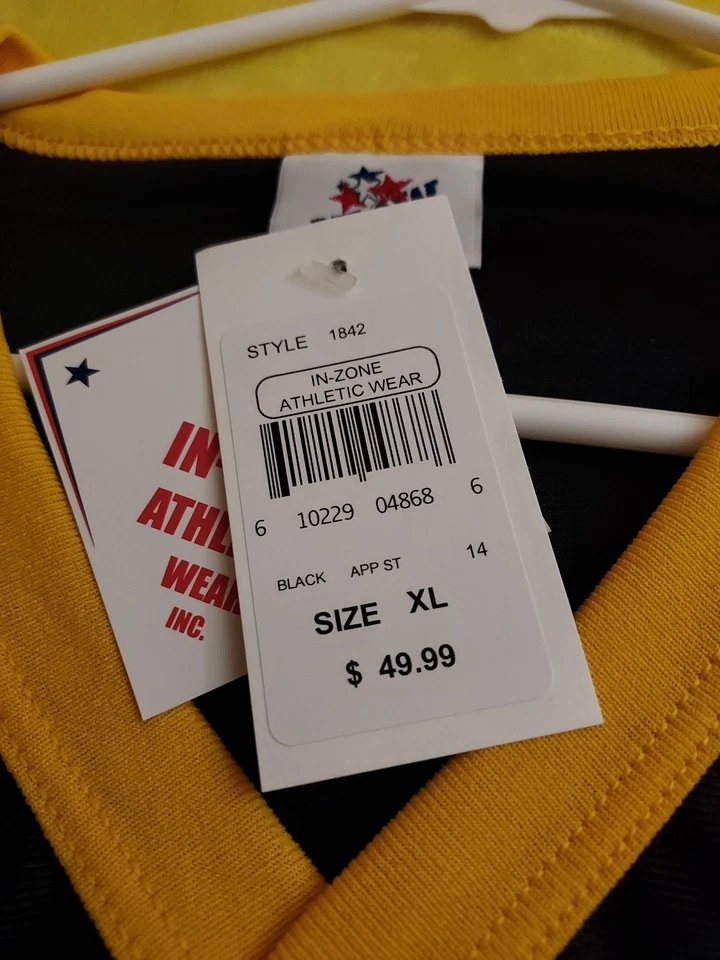 STYLE 1842
IN-ZONE
ATHLETIC WEAR
6 10229 04868 6
BLACK APP ST 14
SIZE XL
$ 49.99
IN-
ATHL
WEAR
INC.